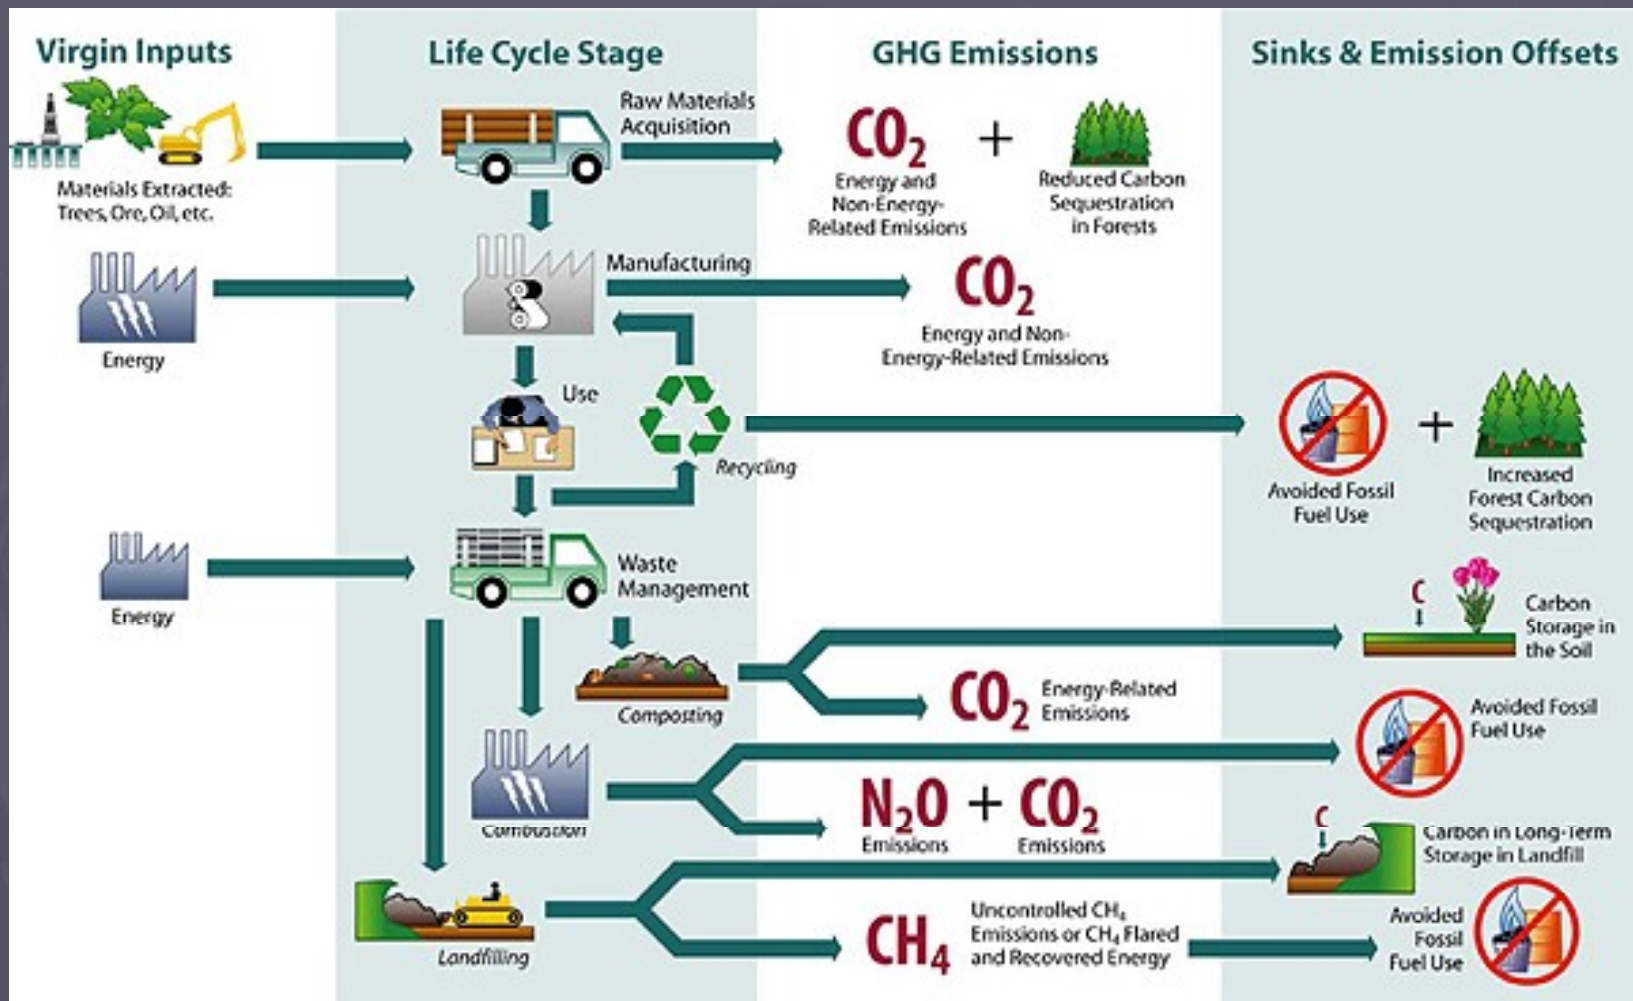 Virgin Inputs
Life Cycle Stage
GHG Emissions
Sinks & Emission Offsets
Materials Extracted:
Trees, Ore, Oil, etc.
Raw Materials
Acquisition
CO₂
Energy and
Non-Energy-
Related Emissions
+
Reduced Carbon
Sequestration
in Forests
Energy
Manufacturing
CO₂
Energy and Non-
Energy-Related Emissions
Use
Recycling
Avoided Fossil
Fuel Use
+
Increased
Forest Carbon
Sequestration
Energy
Waste
Management
Composting
C
Carbon
Storage in
the Soil
CO₂
Energy-Related
Emissions
Combustion
Avoided Fossil
Fuel Use
N₂O + CO₂
Emissions
Emissions
C
Carbon in Long-Term
Storage in Landfill
Landfilling
CH₄
Uncontrolled CH₄
Emissions or CH₄ Flared
and Recovered Energy
Avoided
Fossil
Fuel Use